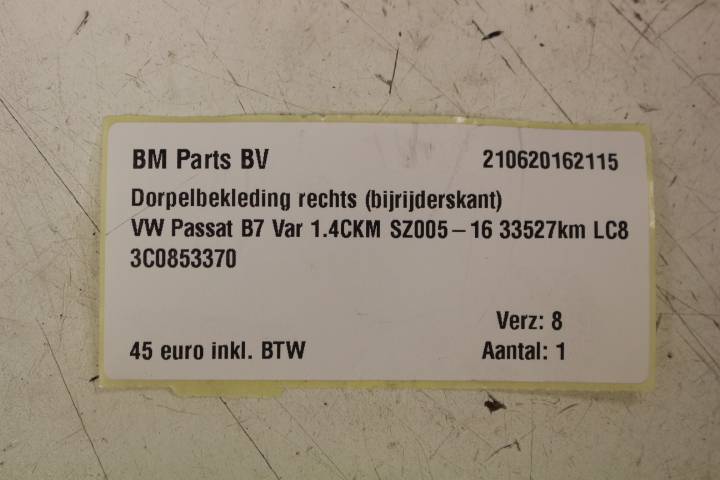 BM Parts BV 210620162115
Dorpelbekleding rechts (bijrijderskant)
VW Passat B7 Var 1.4CKM SZ005-16 33527km LC8
3C0853370
Verz: 8
45 euro inkl. BTW Aantal: 1